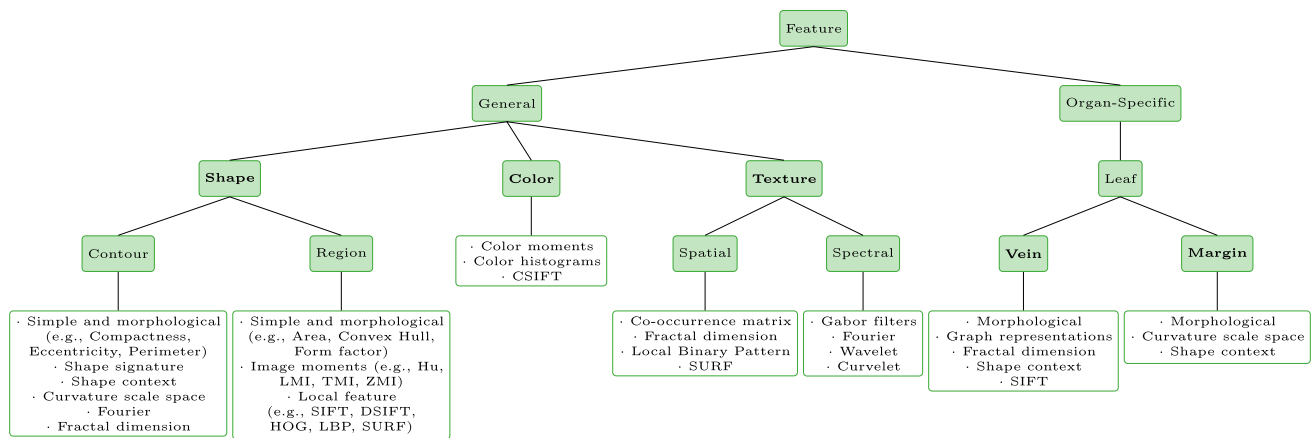 Feature
General
Organ-Specific
Shape
Color
Texture
Leaf
Contour
Region
· Color moments
· Color histograms
· CSIFT
Spatial
Spectral
Vein
Margin
· Simple and morphological
(e.g., Compactness,
Eccentricity, Perimeter)
· Shape signature
· Shape context
· Curvature scale space
· Fourier
· Fractal dimension
· Simple and morphological
(e.g., Area, Convex Hull,
Form factor)
· Image moments (e.g., Hu,
LMI, TMI, ZMI)
· Local feature
(e.g., SIFT, DSIFT,
HOG, LBP, SURF)
· Co-occurrence matrix
· Fractal dimension
· Local Binary Pattern
· SURF
· Gabor filters
· Fourier
· Wavelet
· Curvelet
· Morphological
· Graph representations
· Fractal dimension
· Shape context
· SIFT
· Morphological
· Curvature scale space
· Shape context